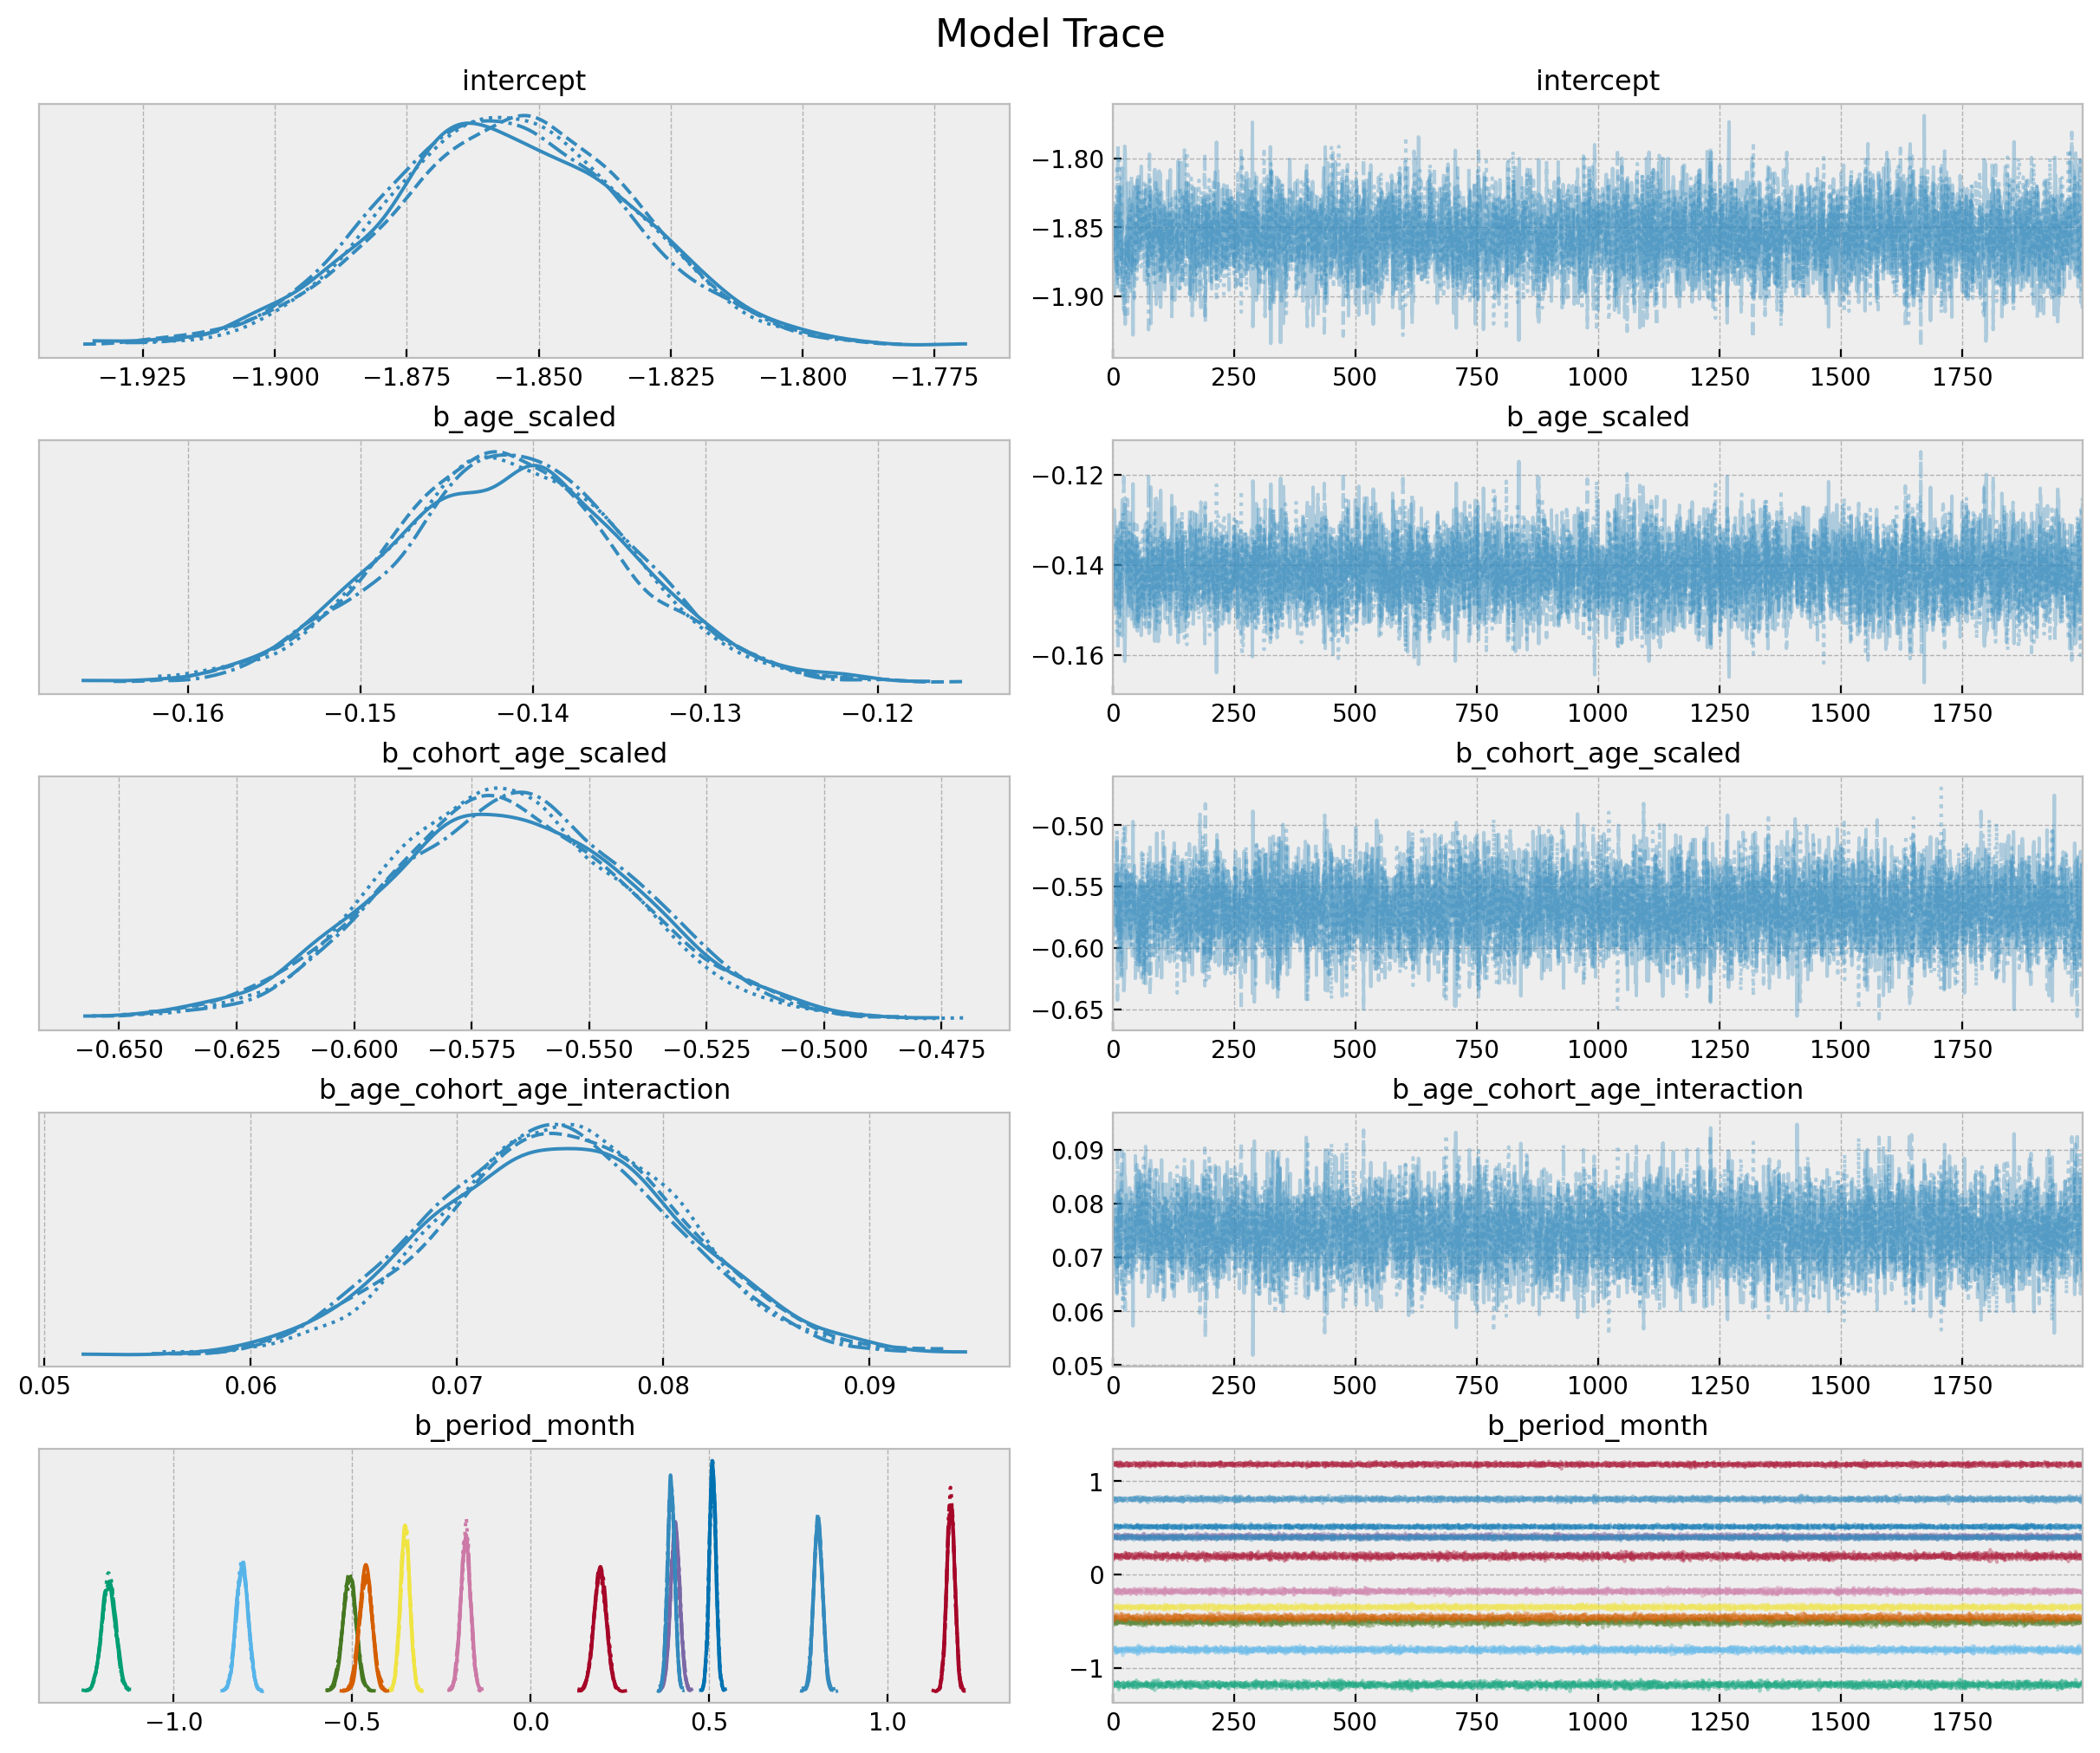 Model Trace
intercept
−1.925 −1.900 −1.875 −1.850 −1.825 −1.800 −1.775
intercept
−1.80
−1.85
−1.90
0 250 500 750 1000 1250 1500 1750
b_age_scaled
−0.16 −0.15 −0.14 −0.13 −0.12
b_age_scaled
−0.12
−0.14
−0.16
0 250 500 750 1000 1250 1500 1750
b_cohort_age_scaled
−0.650 −0.625 −0.600 −0.575 −0.550 −0.525 −0.500 −0.475
b_cohort_age_scaled
−0.50
−0.55
−0.60
−0.65
0 250 500 750 1000 1250 1500 1750
b_age_cohort_age_interaction
0.05 0.06 0.07 0.08 0.09
b_age_cohort_age_interaction
0.09
0.08
0.07
0.06
0.05
0 250 500 750 1000 1250 1500 1750
b_period_month
−1.0 −0.5 0.0 0.5 1.0
b_period_month
1
0
−1
0 250 500 750 1000 1250 1500 1750